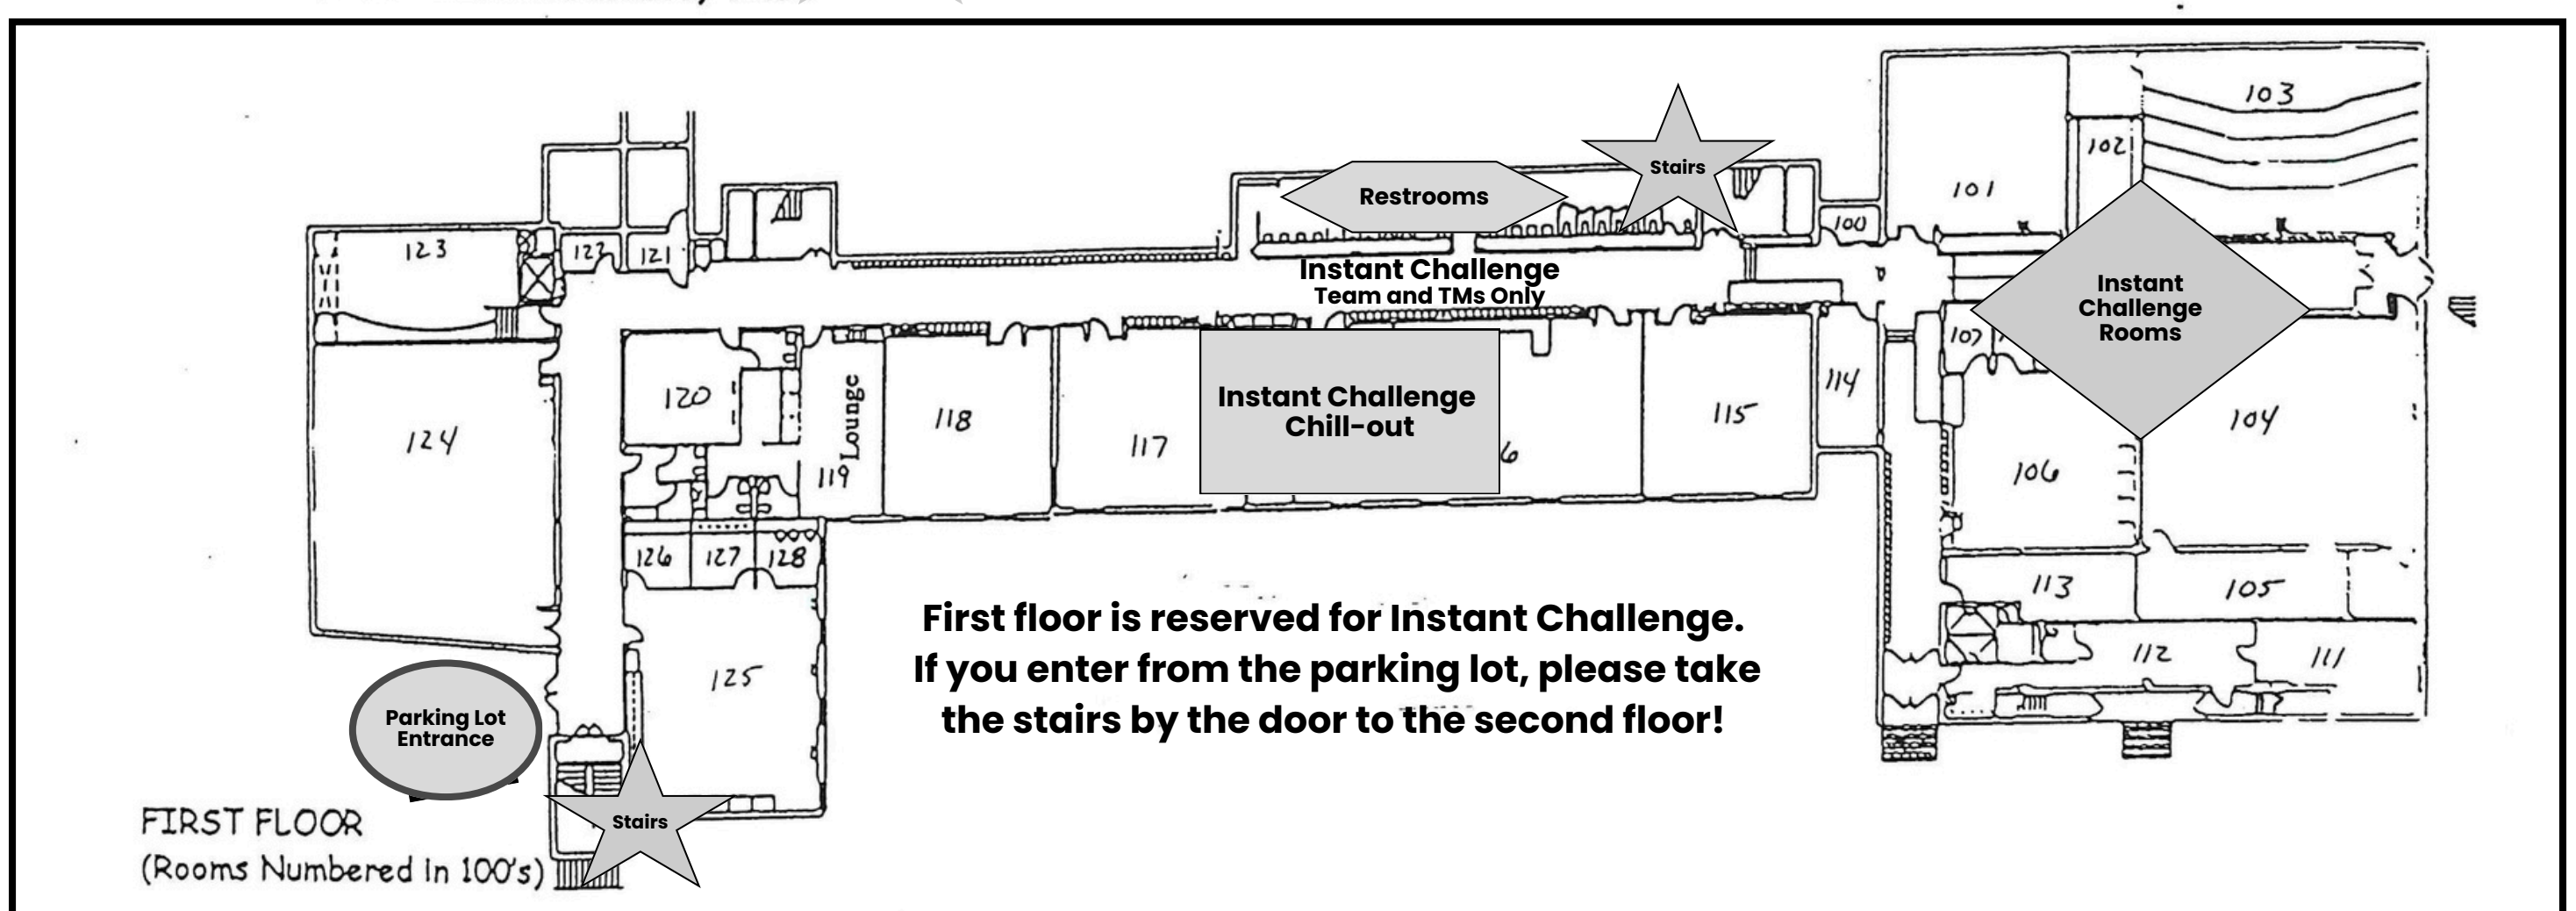 103
102
Stairs
Restrooms
101
100
123
122
121
Instant Challenge
Team and TMs Only
Instant
Challenge
Rooms
107
120
Lounge
119
118
117
Instant Challenge
Chill-out
6
115
114
124
104
106
126
127
128
113
105
125
First floor is reserved for Instant Challenge.
If you enter from the parking lot, please take
the stairs by the door to the second floor!
112
111
Parking Lot
Entrance
Stairs
FIRST FLOOR
(Rooms Numbered in 100's)